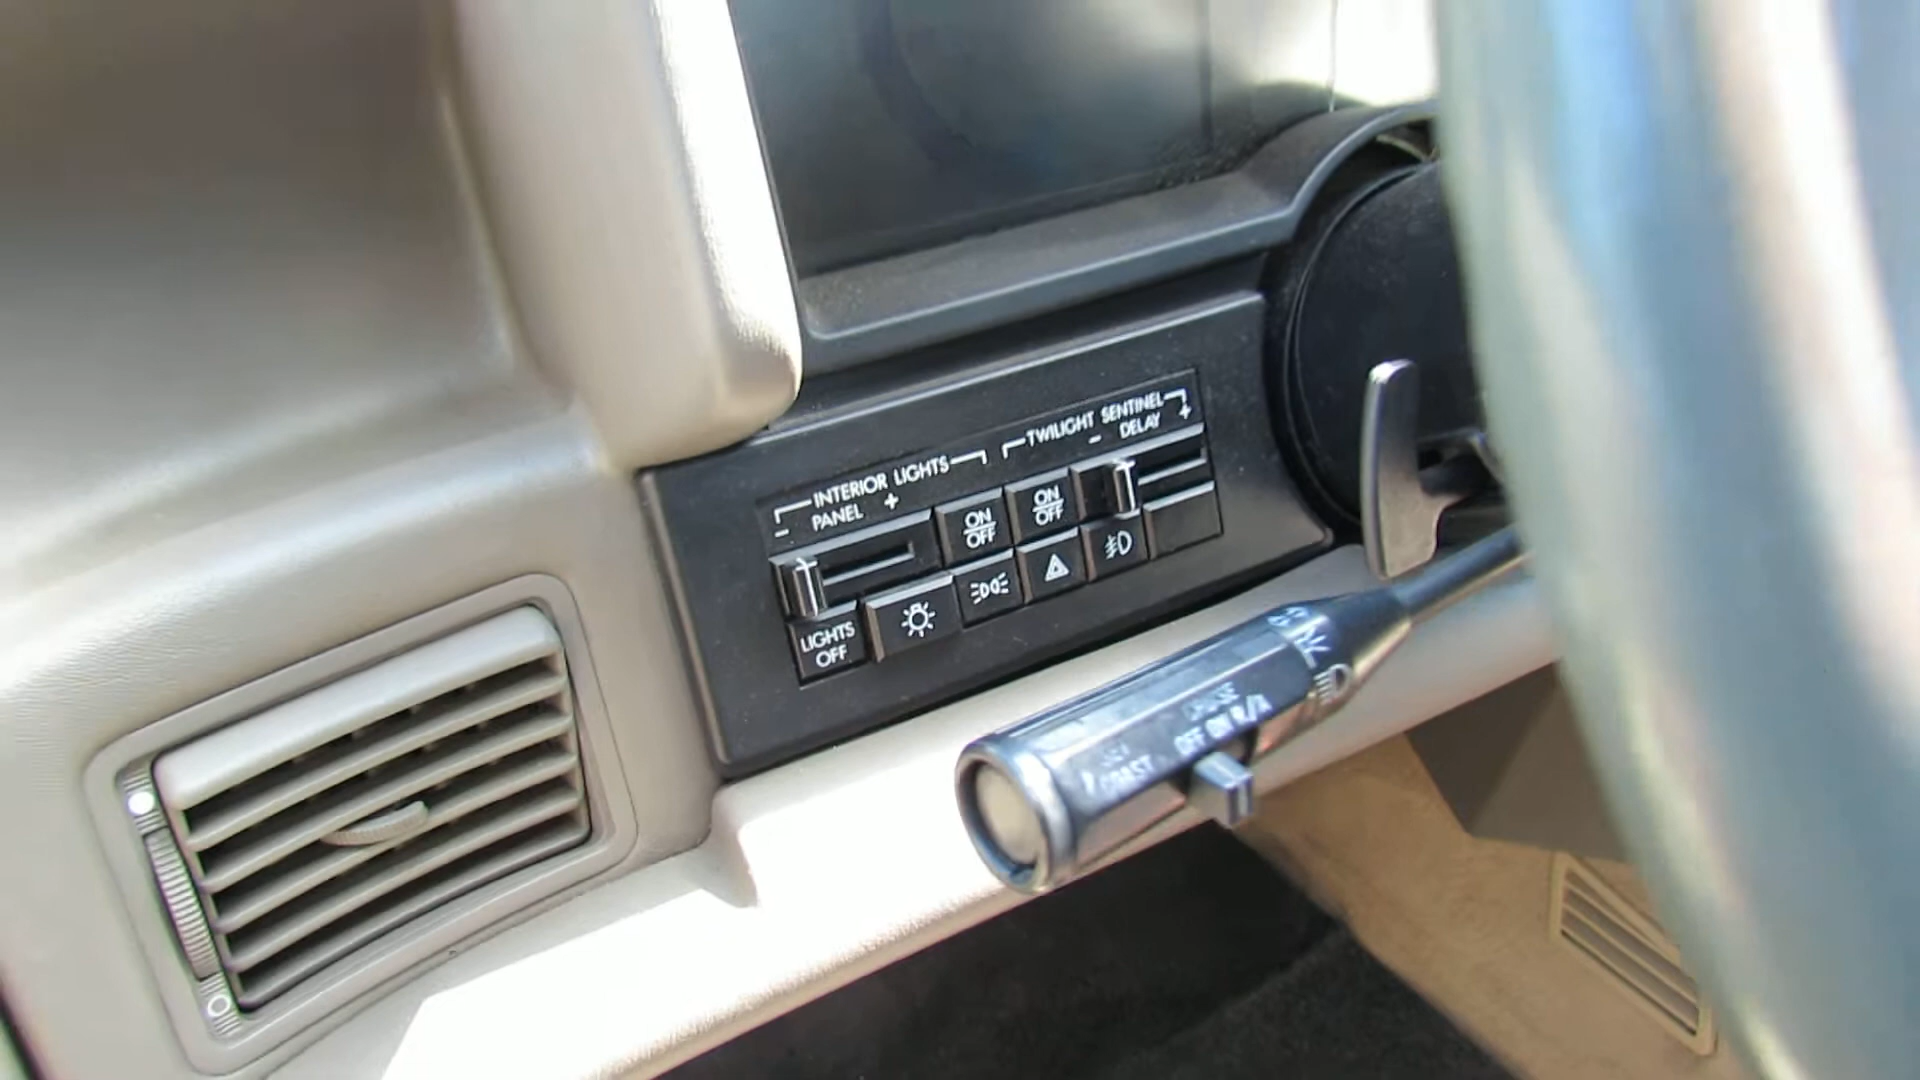 INTERIOR LIGHTS
- PANEL +
TWILIGHT SENTINEL
- DELAY +
ON
OFF
ON
OFF
LIGHTS
OFF
CRUISE
OFF ON R/A
COAST